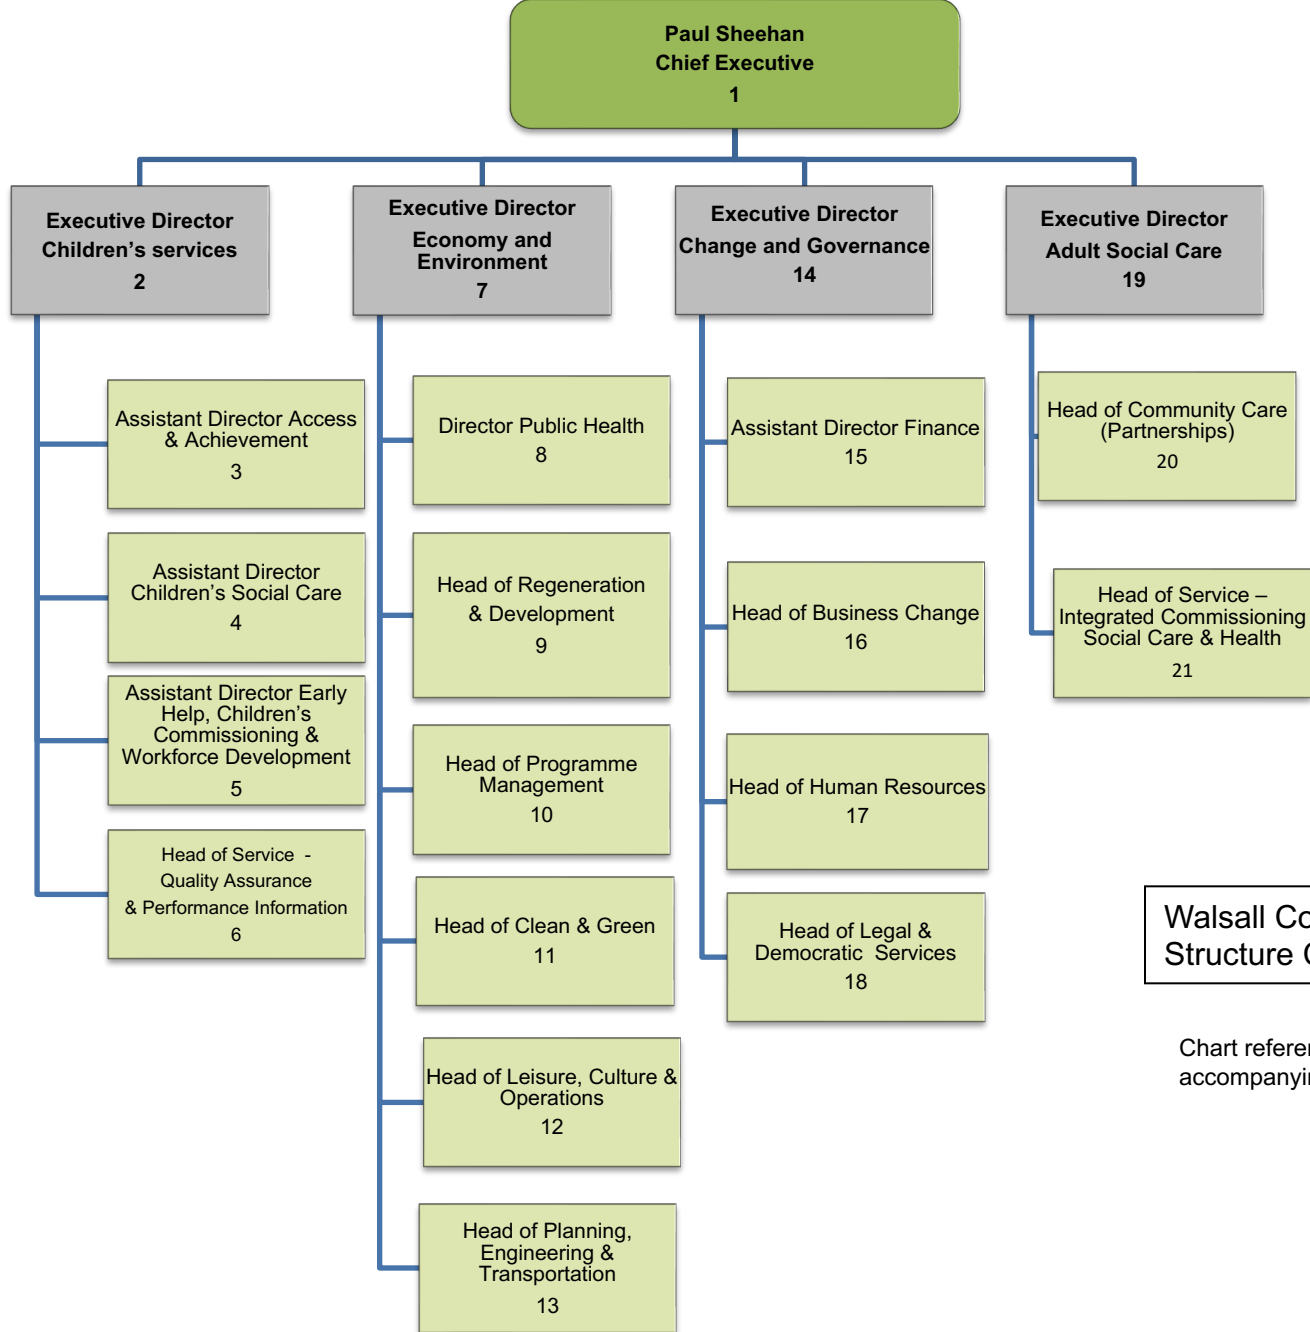 Paul Sheehan
Chief Executive
1
Executive Director
Children’s services
2
Executive Director
Economy and
Environment
7
Executive Director
Change and Governance
14
Executive Director
Adult Social Care
19
Assistant Director Access
& Achievement
3
Assistant Director
Children’s Social Care
4
Assistant Director Early
Help, Children’s
Commissioning &
Workforce Development
5
Head of Service -
Quality Assurance
& Performance Information
6
Director Public Health
8
Head of Regeneration
& Development
9
Head of Programme
Management
10
Head of Clean & Green
11
Head of Leisure, Culture &
Operations
12
Head of Planning,
Engineering &
Transportation
13
Assistant Director Finance
15
Head of Business Change
16
Head of Human Resources
17
Head of Legal &
Democratic Services
18
Head of Community Care
(Partnerships)
20
Head of Service –
Integrated Commissioning
Social Care & Health
21
Walsall
Structure
Chart